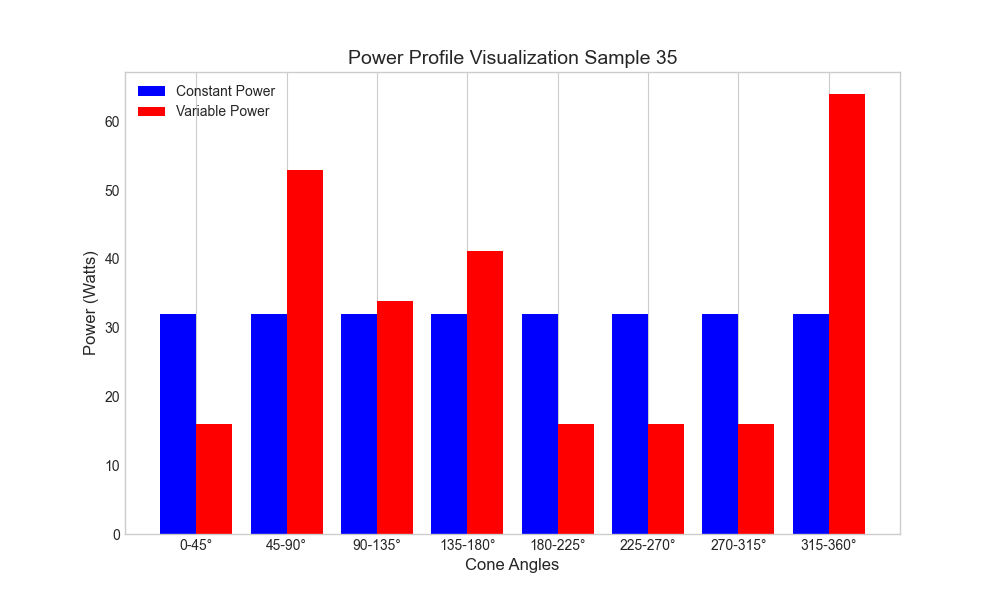 Power Profile Visualization Sample 35
Constant Power
Variable Power
60
50
40
30
20
10
0
Power (Watts)
0-45° 45-90° 90-135° 135-180° 180-225° 225-270° 270-315° 315-360°
Cone Angles